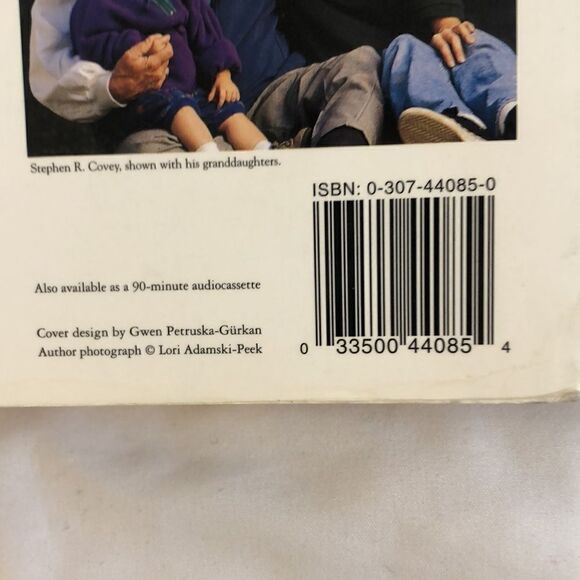 Stephen R. Covey, shown with his granddaughters.
ISBN: 0-307-44085-0
Also available as a 90-minute audiocassette
Cover design by Gwen Petruska-Gürkan
Author photograph © Lori Adamski-Peek
0 33500 44085 4